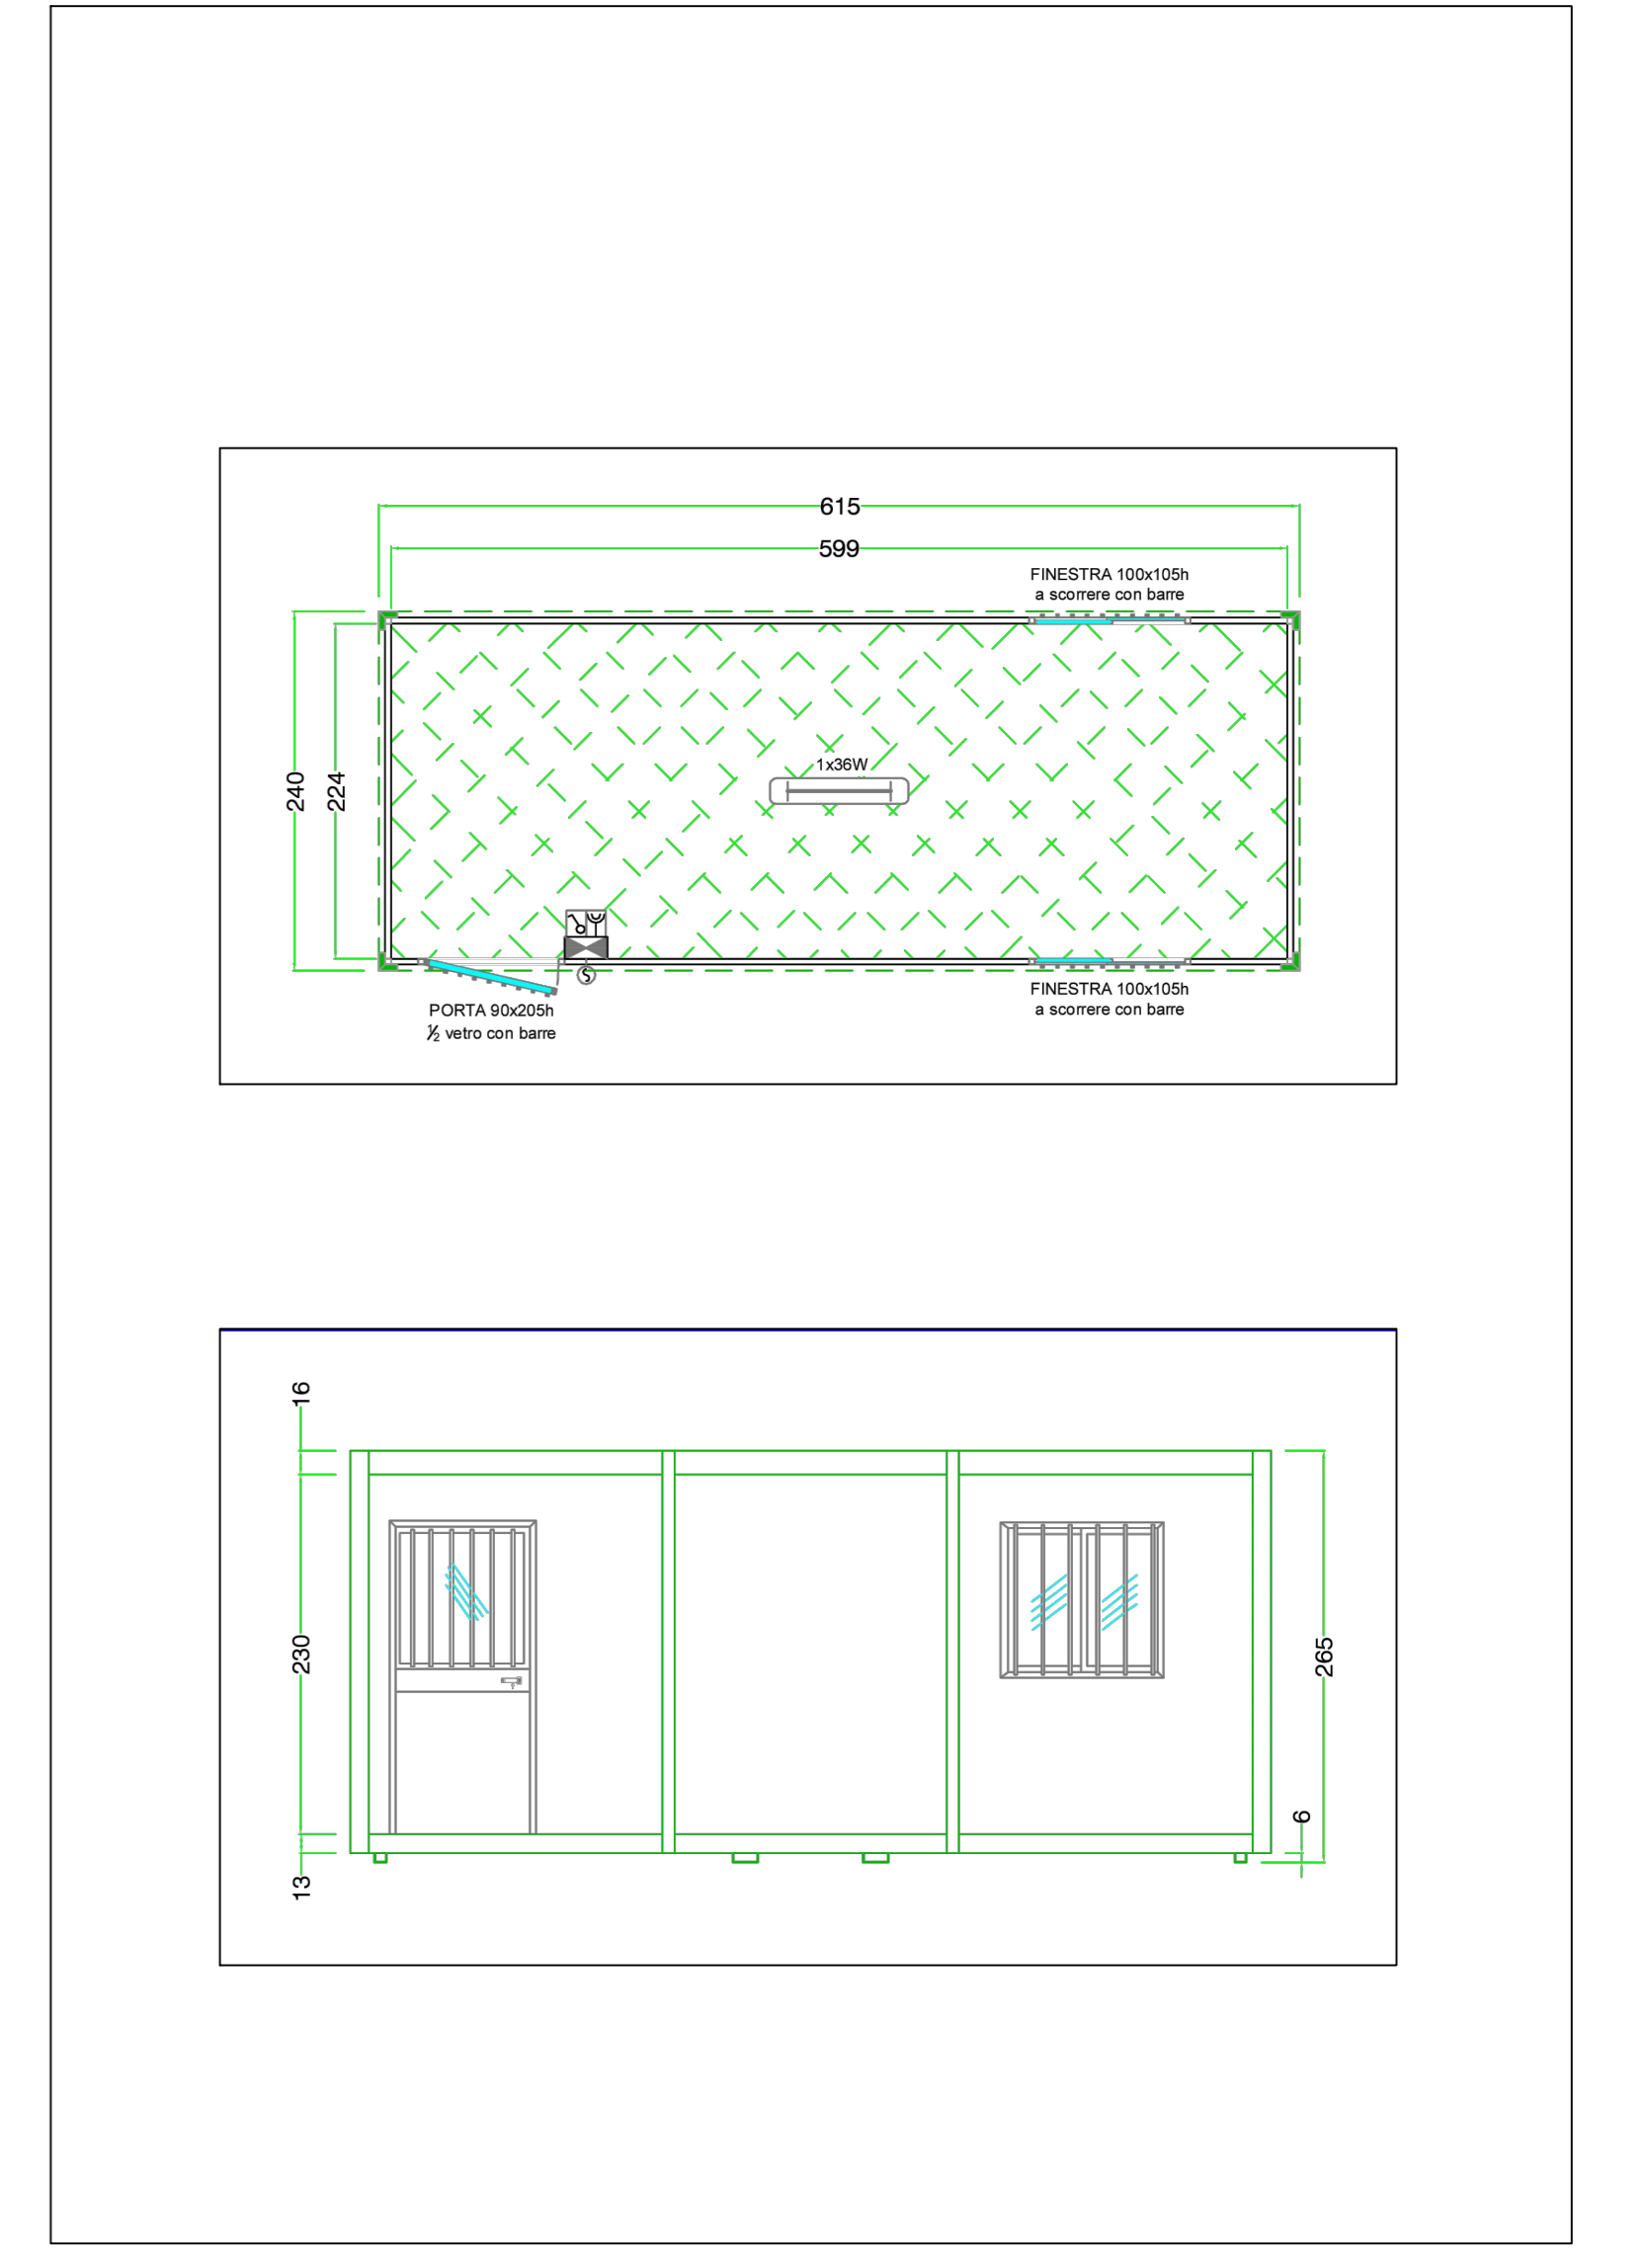 615
599
FINESTRA 100x105h
a scorrere con barre
240
224
1x36W
S
PORTA 90x205h
½ vetro con barre
FINESTRA 100x105h
a scorrere con barre
16
230
13
265
6